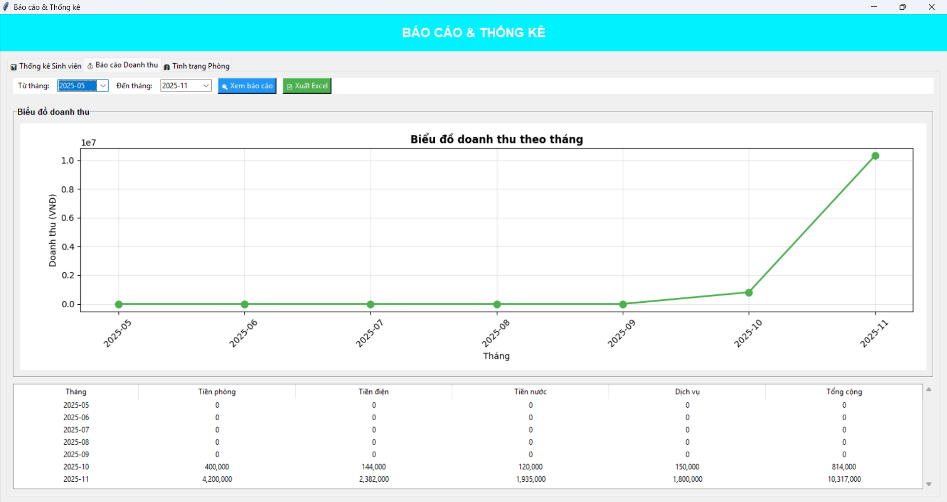 Báo cáo & Thống kê
BÁO CÁO & THỐNG KÊ
Thống kê Sinh viên Báo cáo Doanh thu Tình trạng Phòng
Từ tháng: 2025-05 Đến tháng: 2025-11 Xem báo cáo Xuất Excel
Biểu đồ doanh thu
Biểu đồ doanh thu theo tháng
1e7
1.0
0.8
0.6
0.4
0.2
0.0
Doanh thu (VNĐ)
2025-05 2025-06 2025-07 2025-08 2025-09 2025-10 2025-11
Tháng
Tháng Tiền phòng Tiền điện Tiền nước Dịch vụ Tổng cộng
2025-05 0 0 0 0 0
2025-06 0 0 0 0 0
2025-07 0 0 0 0 0
2025-08 0 0 0 0 0
2025-09 0 0 0 0 0
2025-10 400,000 144,000 120,000 150,000 814,000
2025-11 4,200,000 2,382,000 1,935,000 1,800,000 10,317,000